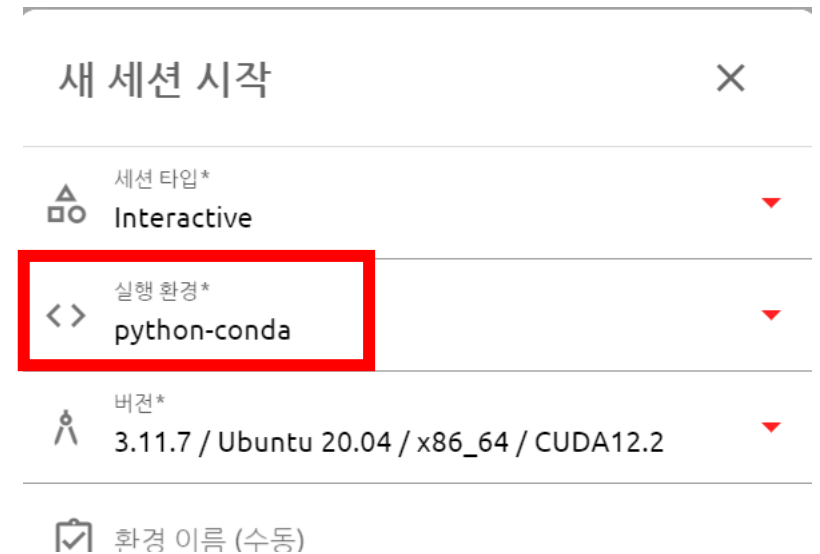 새 세션 시작
세션 타입*
Interactive
실행 환경*
python-conda
버전*
3.11.7 / Ubuntu 20.04 / x86_64 / CUDA12.2
환경 이름 (수동)